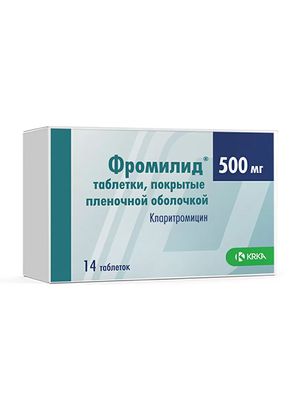 Фромилид®
500 мг
таблетки, покрытые
пленочной оболочкой
Кларитромицин
14 таблеток
KRKA